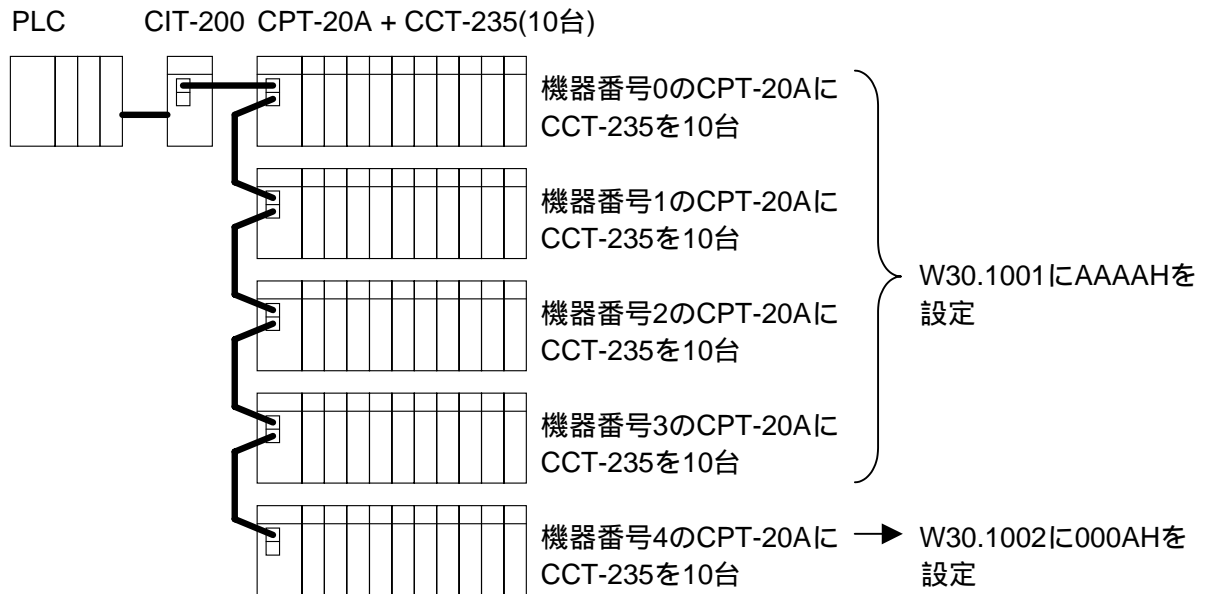 PLC CIT-200 CPT-20A + CCT-235(10台)
機器番号0のCPT-20Aに
CCT-235を10台
機器番号1のCPT-20Aに
CCT-235を10台
W30.1001にAAAAHを
設定
機器番号2のCPT-20Aに
CCT-235を10台
機器番号3のCPT-20Aに
CCT-235を10台
機器番号4のCPT-20Aに
CCT-235を10台
W30.1002に000AHを
設定